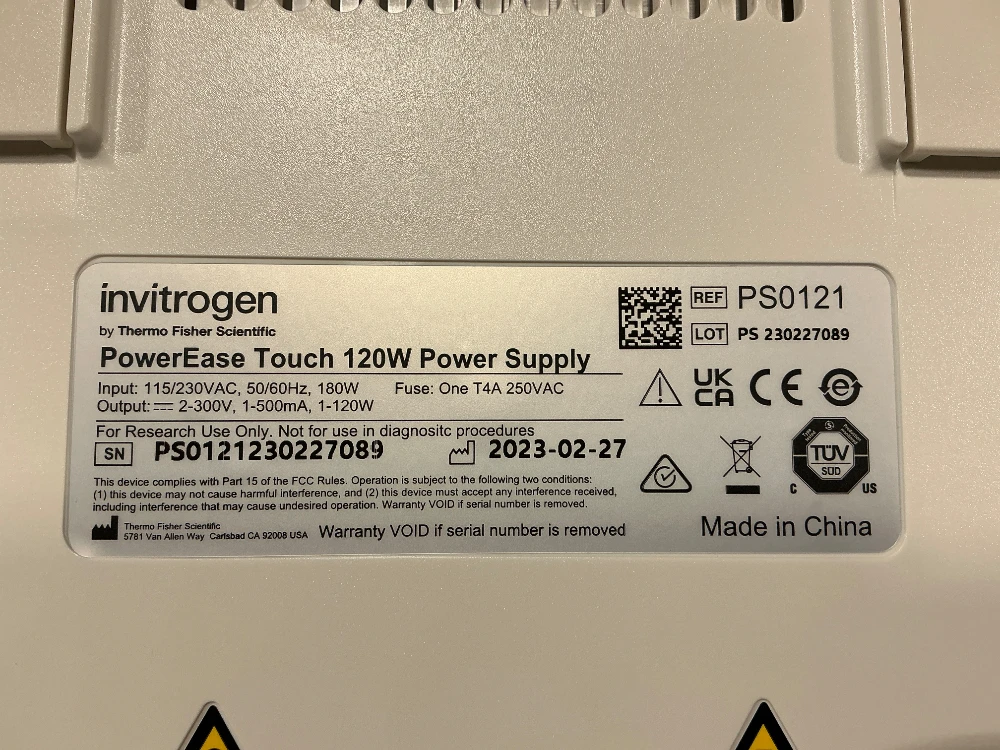 invitrogen
by Thermo Fisher Scientific
PowerEase Touch 120W Power Supply
Input: 115/230VAC, 50/60Hz, 180W Fuse: One T4A 250VAC
Output: 2-300V, 1-500mA, 1-120W
For Research Use Only. Not for use in diagnositc procedures
SN PS0121230227089 2023-02-27
This device complies with Part 15 of the FCC Rules. Operation is subject to the following two conditions:
(1) this device may not cause harmful interference, and (2) this device must accept any interference received,
including interference that may cause undesired operation. Warranty VOID if serial number is removed.
Thermo Fisher Scientific
5781 Van Allen Way Carlsbad CA 92008 USA
Warranty VOID if serial number is removed
REF PS0121
LOT PS 230227089
UK
CA
CE
e
TÜV
SÜD
C US
Made in China